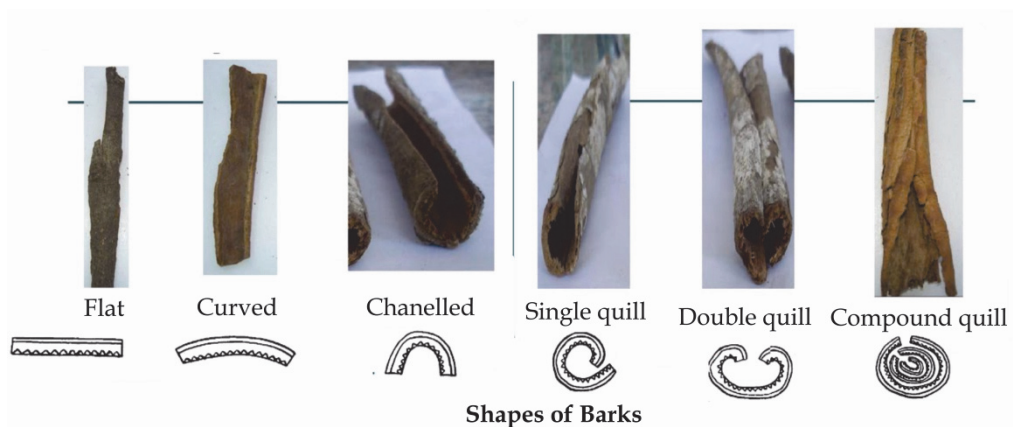 Flat
Curved
Chanelled
Single quill
Double quill
Compound quill
Shapes of Barks